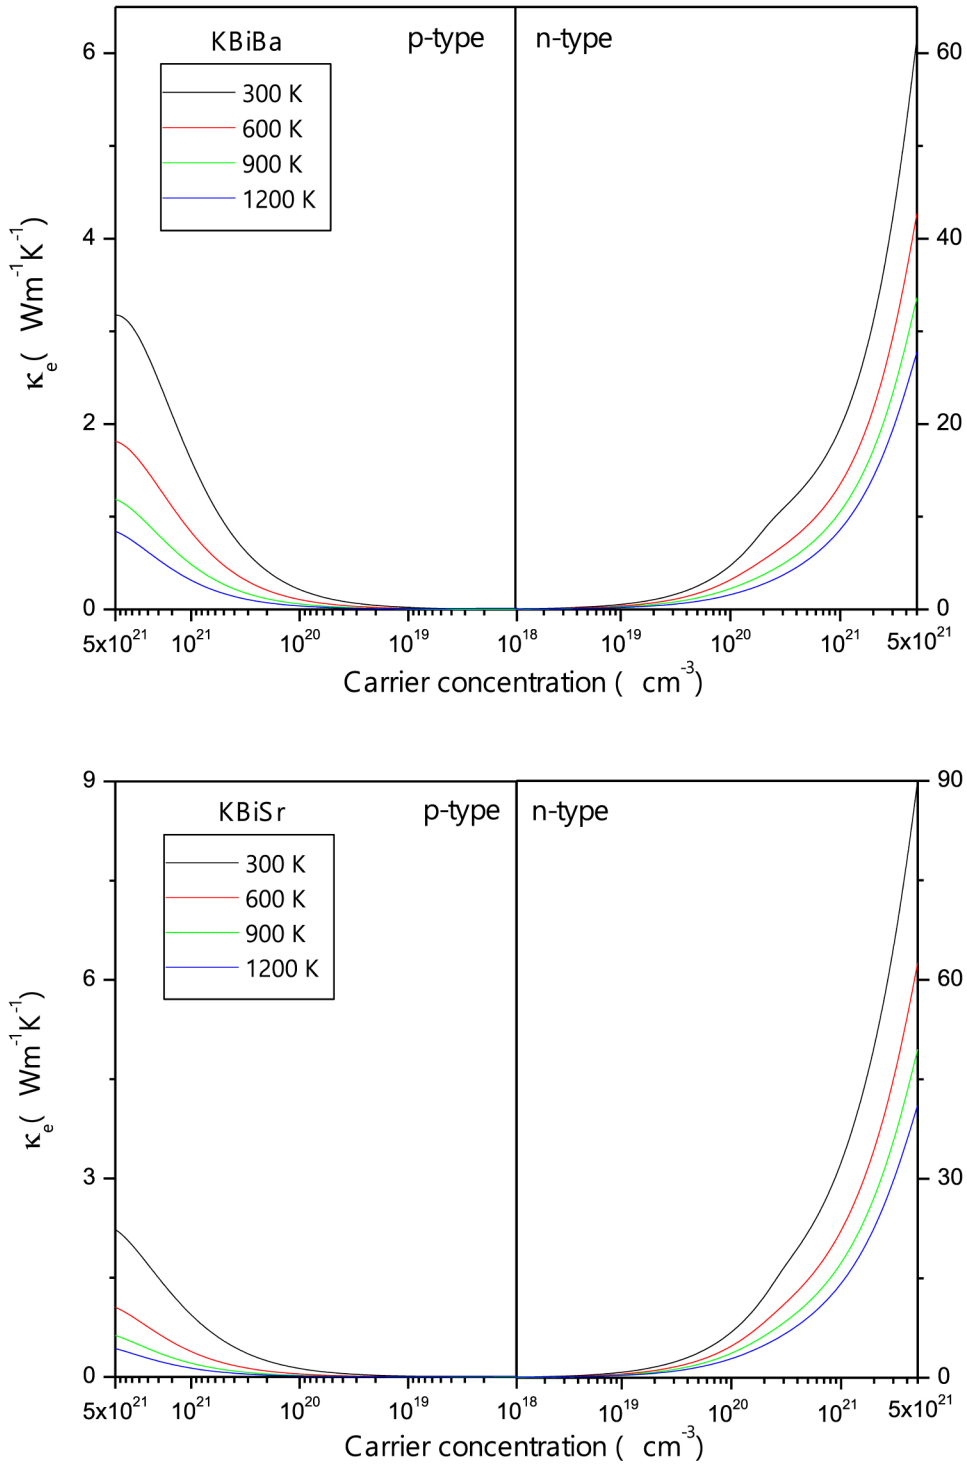 KBiBa
p-type
n-type
300 K
600 K
900 K
1200 K
6
4
2
0
60
40
20
0
κe( Wm⁻¹K⁻¹)
5x10²¹ 10²¹ 10²⁰ 10¹⁹ 10¹⁸ 10¹⁹ 10²⁰ 10²¹ 5x10²¹
Carrier concentration ( cm⁻³)
KBiSr
p-type
n-type
300 K
600 K
900 K
1200 K
9
6
3
0
90
60
30
0
κe( Wm⁻¹K⁻¹)
5x10²¹ 10²¹ 10²⁰ 10¹⁹ 10¹⁸ 10¹⁹ 10²⁰ 10²¹ 5x10²¹
Carrier concentration ( cm⁻³)